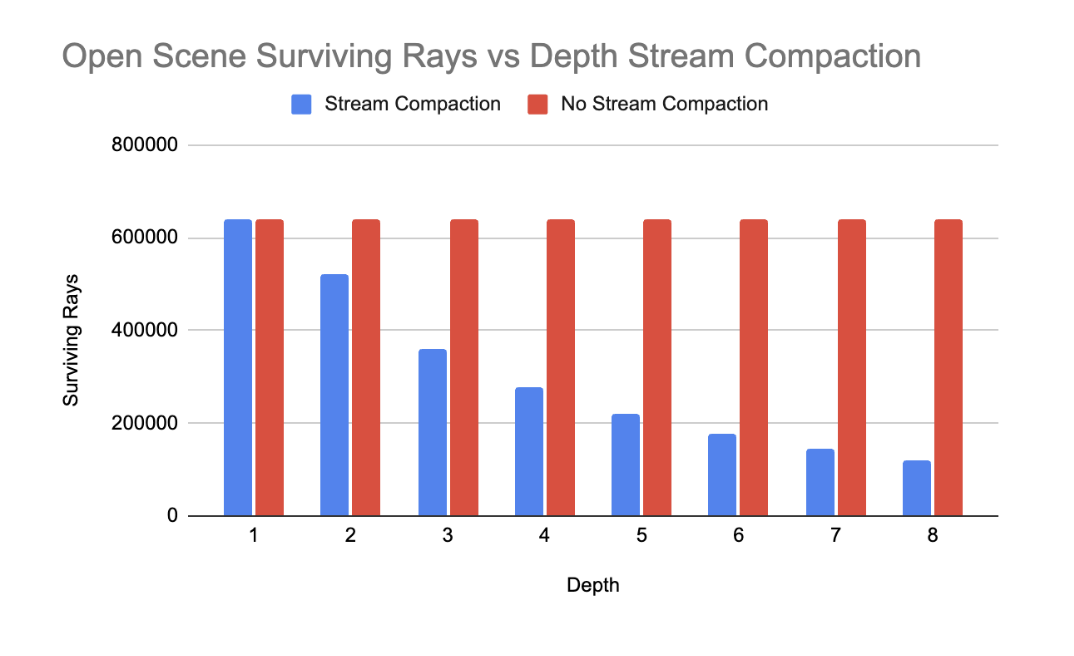 Open Scene Surviving Rays vs Depth Stream Compaction
Stream Compaction
No Stream Compaction
800000
600000
400000
200000
0
Surviving Rays
1 2 3 4 5 6 7 8
Depth